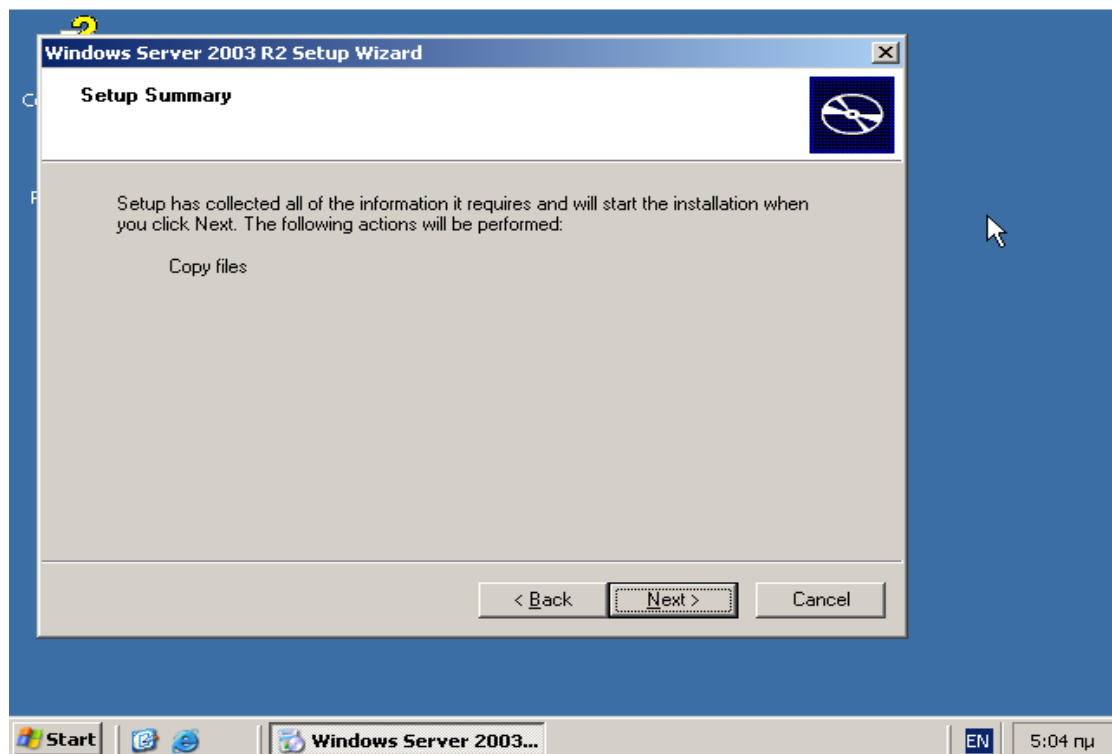 Windows Server 2003 R2 Setup Wizard
Setup Summary
Setup has collected all of the information it requires and will start the installation when
you click Next. The following actions will be performed:
Copy files
< Back
Next >
Cancel
Start
Windows Server 2003...
EN
5:04 πμ